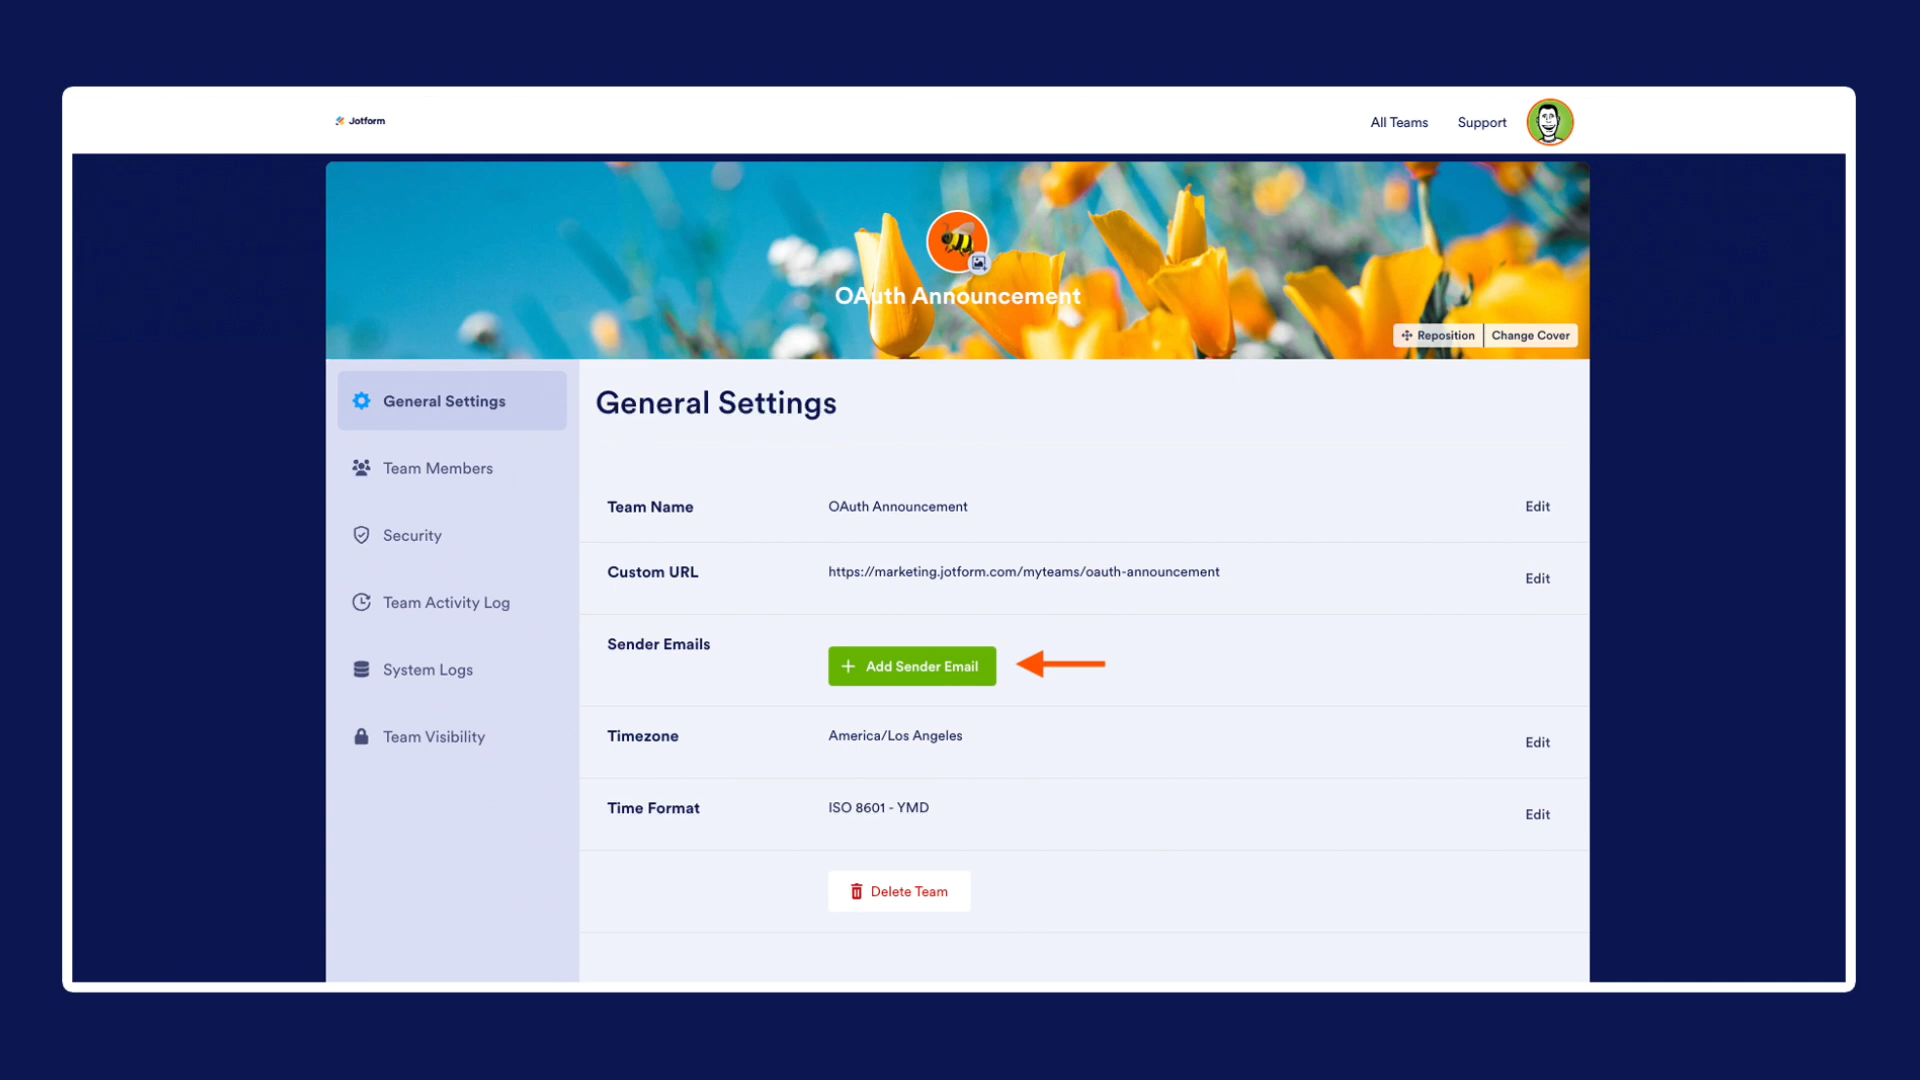 Jotform
All Teams
Support
OAuth Announcement
Reposition
Change Cover
General Settings
Team Members
Security
Team Activity Log
System Logs
Team Visibility
General Settings
Team Name
OAuth Announcement
Edit
Custom URL
https://marketing.jotform.com/myteams/oauth-announcement
Edit
Sender Emails
Add Sender Email
Timezone
America/Los Angeles
Edit
Time Format
ISO 8601 - YMD
Edit
Delete Team